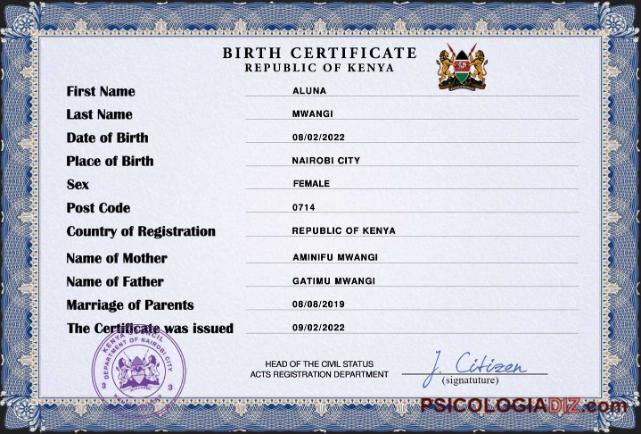 BIRTH CERTIFICATE
REPUBLIC OF KENYA
First Name ALUNA
Last Name MWANGI
Date of Birth 08/02/2022
Place of Birth NAIROBI CITY
Sex FEMALE
Post Code 0714
Country of Registration REPUBLIC OF KENYA
Name of Mother AMINIFU MWANGI
Name of Father GATIMU MWANGI
Marriage of Parents 08/08/2019
The Certificate was issued 09/02/2022
KENYA COUNCIL
DEPARTMENT OF NAIROBI CITY
3 3
HEAD OF THE CIVIL STATUS
ACTS REGISTRATION DEPARTMENT
J. Citizen
(signatuture)
PSICOLOGIADIZ.com